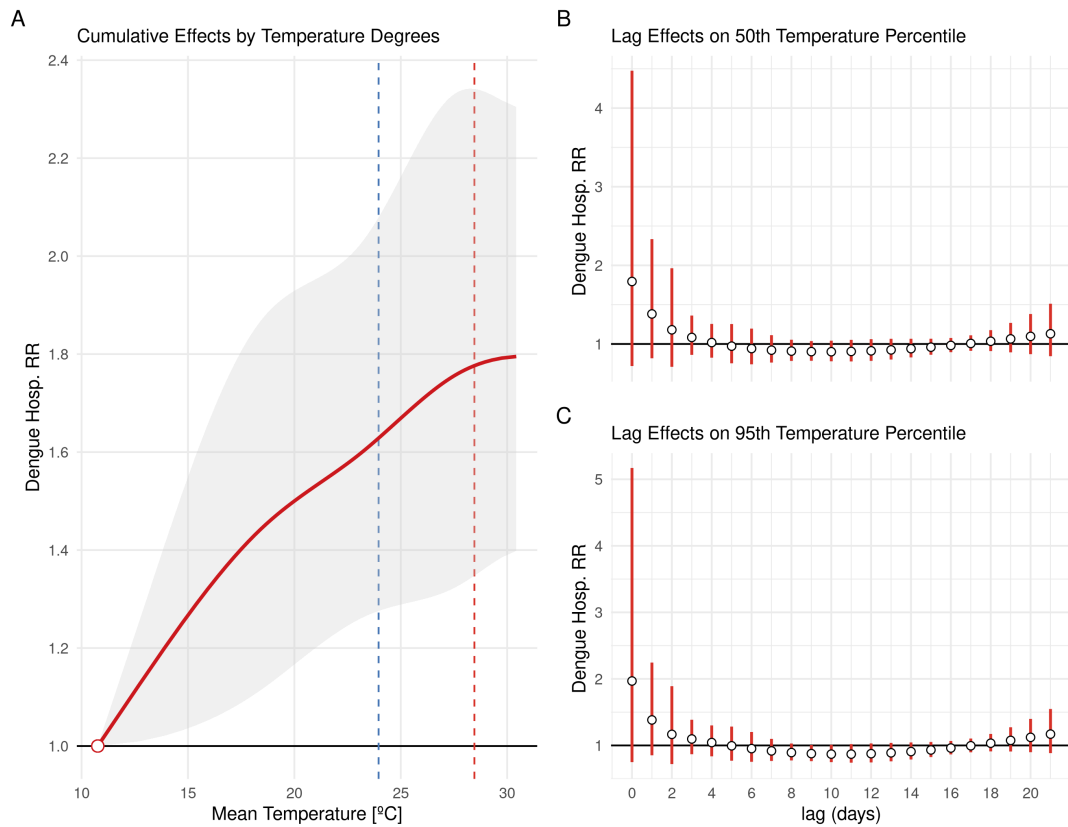 A
Cumulative Effects by Temperature Degrees
2.4
2.2
2.0
1.8
1.6
1.4
1.2
1.0
Dengue Hosp. RR
10 15 20 25 30
Mean Temperature [ºC]
B
Lag Effects on 50th Temperature Percentile
4
3
2
1
Dengue Hosp. RR
C
Lag Effects on 95th Temperature Percentile
5
4
3
2
1
Dengue Hosp. RR
0 2 4 6 8 10 12 14 16 18 20
lag (days)